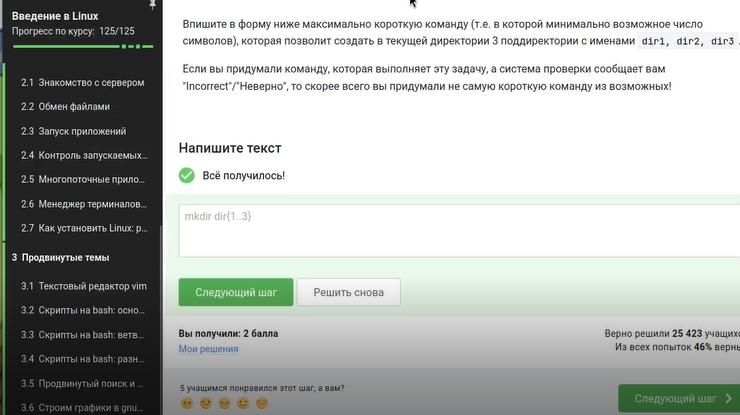 Введение в Linux
Прогресс по курсу: 125/125
2.1 Знакомство с сервером
2.2 Обмен файлами
2.3 Запуск приложений
2.4 Контроль запускаемых...
2.5 Многопоточные прило...
2.6 Менеджер терминалов...
2.7 Как установить Linux: р...
3 Продвинутые темы
3.1 Текстовый редактор vim
3.2 Скрипты на bash: осно...
3.3 Скрипты на bash: ветв...
3.4 Скрипты на bash: разн...
3.5 Продвинутый поиск и ...
3.6 Строим графики в gnu...
Впишите в форму ниже максимально короткую команду (т.е. в которой минимально возможное число
символов), которая позволит создать в текущей директории 3 поддиректории с именами dir1, dir2, dir3 .
Если вы придумали команду, которая выполняет эту задачу, а система проверки сообщает вам
"Incorrect"/"Неверно", то скорее всего вы придумали не самую короткую команду из возможных!
Напишите текст
Всё получилось!
mkdir dir{1..3}
Следующий шаг
Решить снова
Вы получили: 2 балла
Мои решения
Верно решили 25 423 учащихс
Из всех попыток 46% верны
5 учащимся понравился этот шаг, а вам?
Следующий шаг